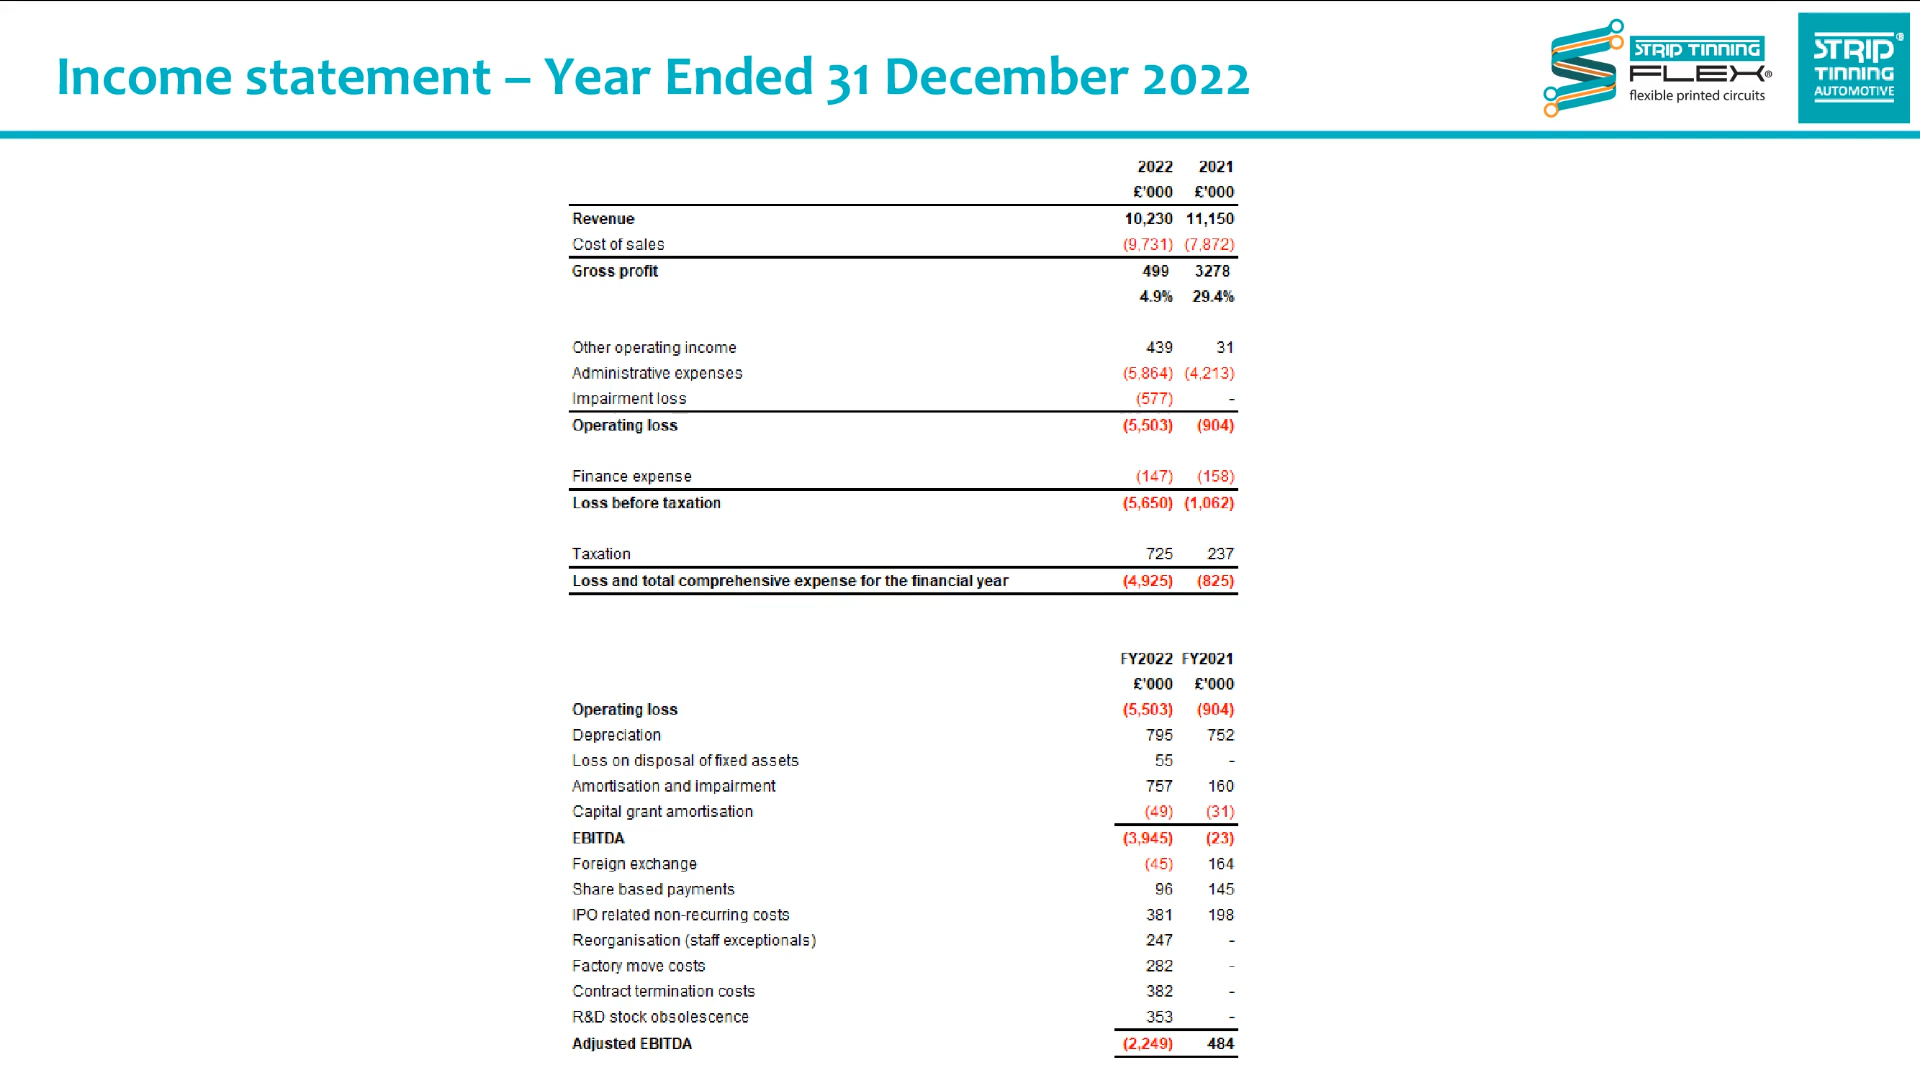 Income statement – Year Ended 31 December 2022
STRIP TINNING
FLEX®
flexible printed circuits
STRIP®
TINNING
AUTOMOTIVE
2022 2021
£'000 £'000
Revenue 10,230 11,150
Cost of sales (9,731) (7,872)
Gross profit 499 3278
4.9% 29.4%
Other operating income 439 31
Administrative expenses (5,864) (4,213)
Impairment loss (577) -
Operating loss (5,503) (904)
Finance expense (147) (158)
Loss before taxation (5,650) (1,062)
Taxation 725 237
Loss and total comprehensive expense for the financial year (4,925) (825)
FY2022 FY2021
£'000 £'000
Operating loss (5,503) (904)
Depreciation 795 752
Loss on disposal of fixed assets 55 -
Amortisation and impairment 757 160
Capital grant amortisation (49) (31)
EBITDA (3,945) (23)
Foreign exchange (45) 164
Share based payments 96 145
IPO related non-recurring costs 381 198
Reorganisation (staff exceptionals) 247 -
Factory move costs 282 -
Contract termination costs 382 -
R&D stock obsolescence 353 -
Adjusted EBITDA (2,249) 484